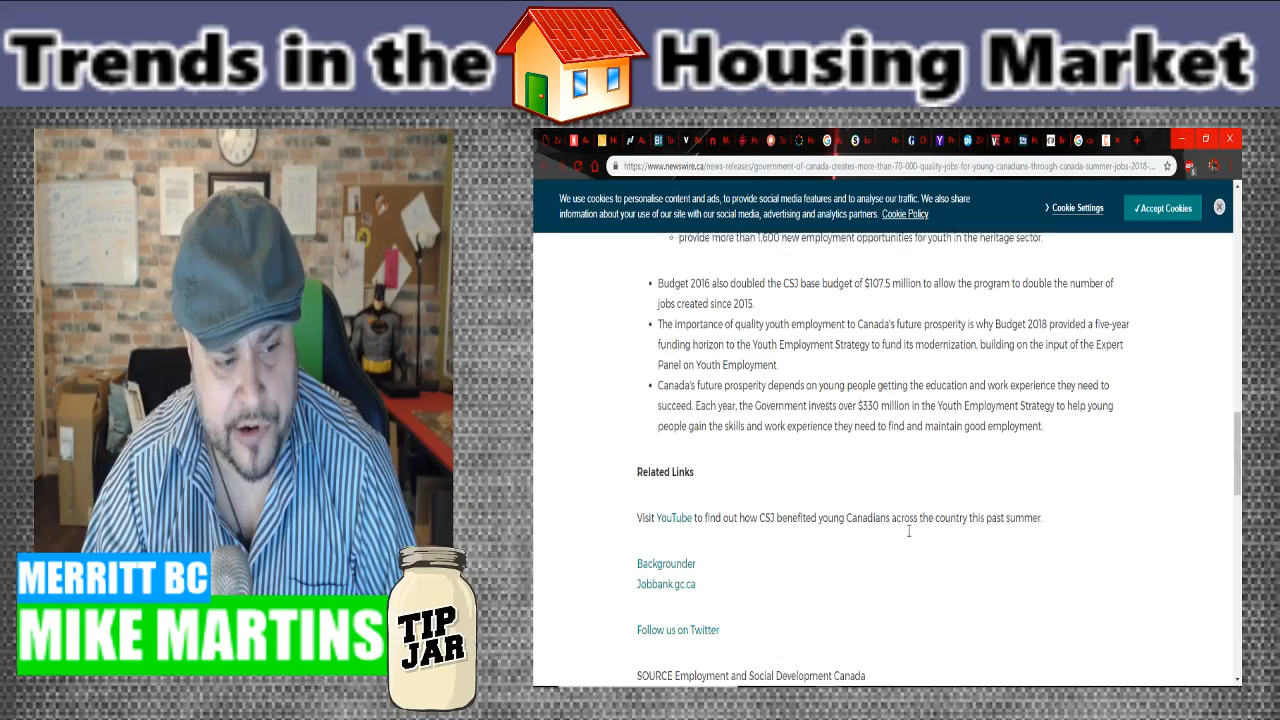 Trends in the Housing Market
https://www.newswire.ca/news-releases/government-of-canada-creates-more-than-70-000-quality-jobs-for-young-canadians-through-canada-summer-jobs-2018-...
We use cookies to personalise content and ads, to provide social media features and to analyse our traffic. We also share
information about your use of our site with our social media, advertising and analytics partners. Cookie Policy
Cookie Settings
✓Accept Cookies
provide more than 1,600 new employment opportunities for youth in the heritage sector.
• Budget 2016 also doubled the CSJ base budget of $107.5 million to allow the program to double the number of
jobs created since 2015.
• The importance of quality youth employment to Canada's future prosperity is why Budget 2018 provided a five-year
funding horizon to the Youth Employment Strategy to fund its modernization, building on the input of the Expert
Panel on Youth Employment.
• Canada's future prosperity depends on young people getting the education and work experience they need to
succeed. Each year, the Government invests over $330 million in the Youth Employment Strategy to help young
people gain the skills and work experience they need to find and maintain good employment.
Related Links
Visit YouTube to find out how CSJ benefited young Canadians across the country this past summer.
Backgrounder
Jobbank.gc.ca
Follow us on Twitter
SOURCE Employment and Social Development Canada
MERRITT BC
MIKE MARTINS
TIP
JAR